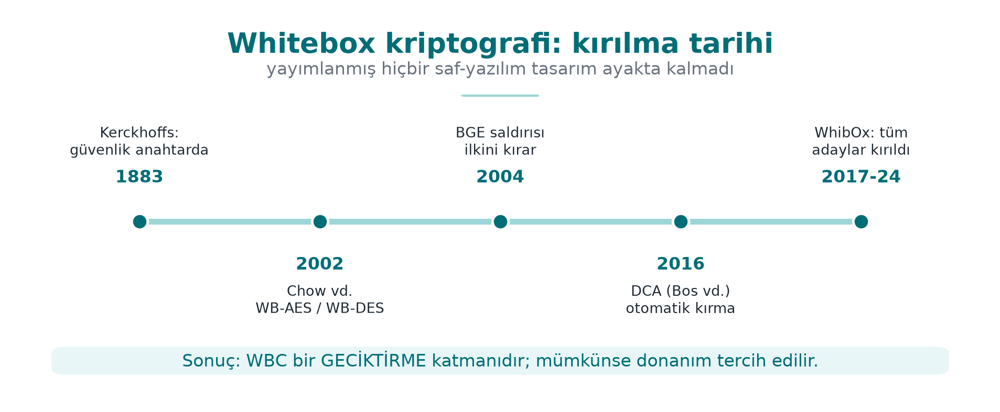 Whitebox kriptografi: kırılma tarihi
yayımlanmış hiçbir saf-yazılım tasarım ayakta kalmadı
Kerckhoffs:
güvenlik anahtarda
1883
2002
Chow vd.
WB-AES / WB-DES
BGE saldırısı
ilkini kırar
2004
2016
DCA (Bos vd.)
otomatik kırma
WhibOx: tüm
adaylar kırıldı
2017-24
Sonuç: WBC bir GECİKTİRME katmanıdır; mümkünse donanım tercih edilir.